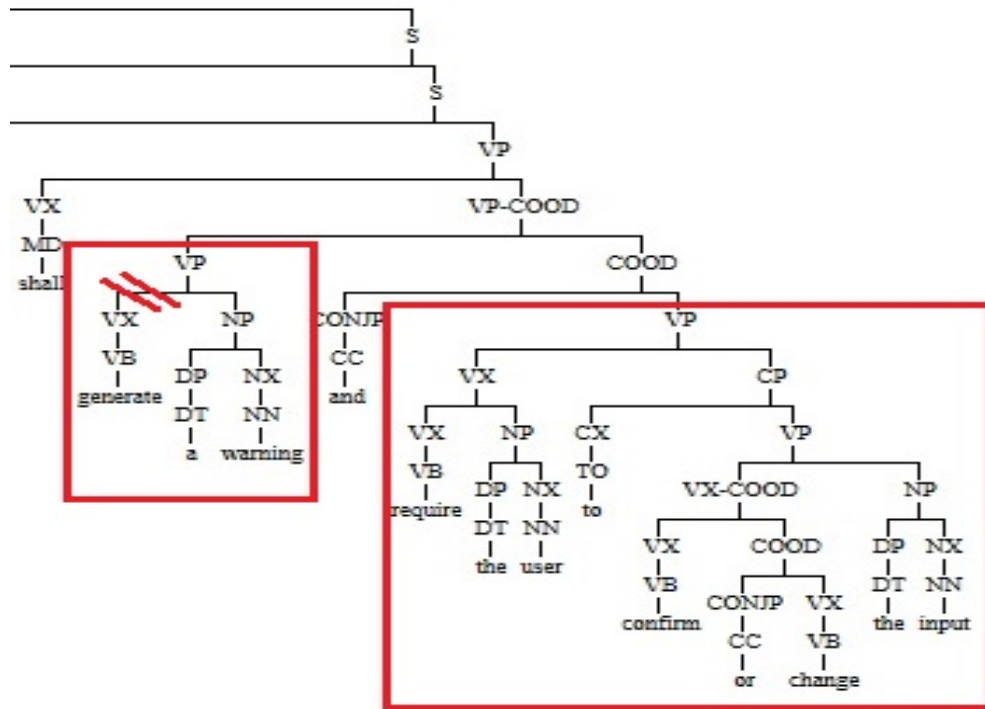 S
S
VP
VX VP-COOD
MD VP COOD
shall VX NP CONJP VP
VB DP NX CC VX CP
generate DT NN and VX NP CX VP
a warning VB DP NX TO VX-COOD NP
require DT NN to VX COOD DP NX
the user VB CONJP VX DT NN
confirm CC VB the input
or change